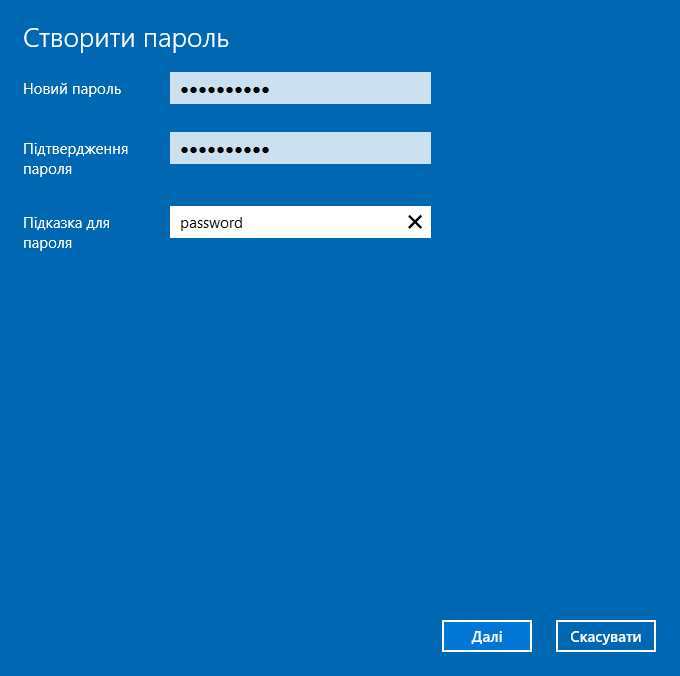 Створити пароль
Новий пароль
●●●●●●●●●●
Підтвердження
пароля
●●●●●●●●●●
Підказка для
пароля
password
Далі
Скасувати